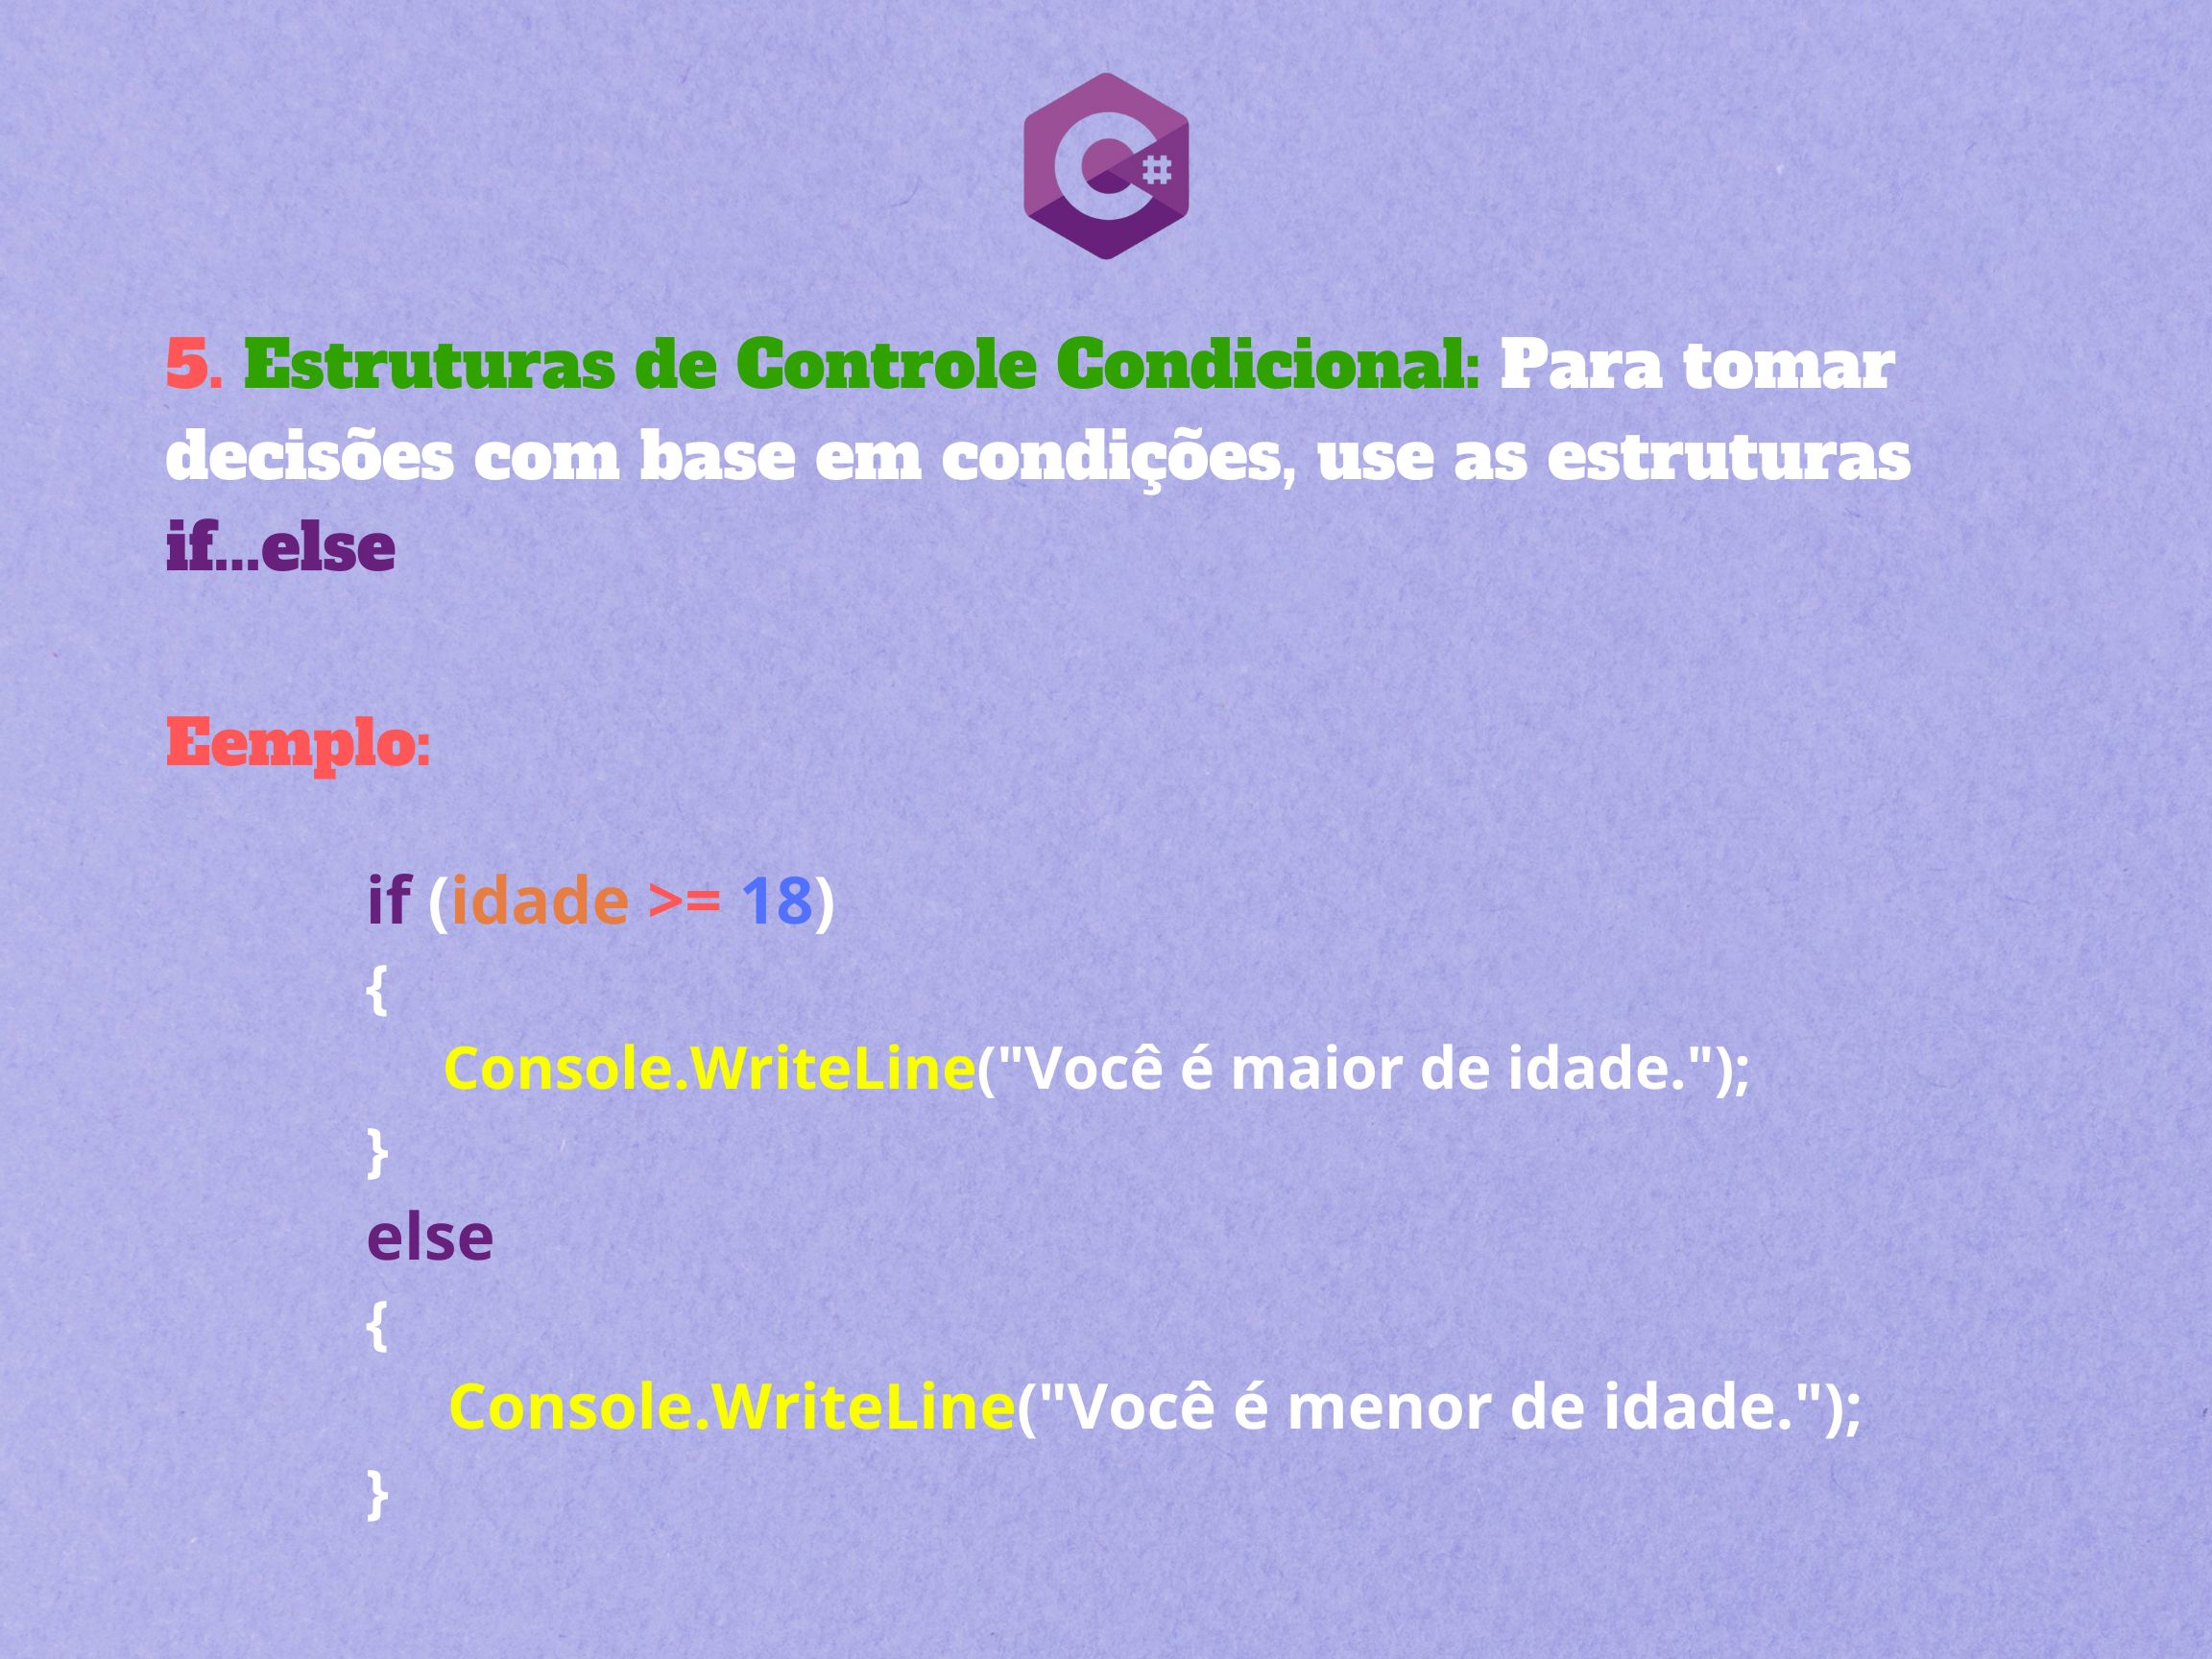 C#
5. Estruturas de Controle Condicional: Para tomar
decisões com base em condições, use as estruturas
if...else
Eemplo:
if (idade >= 18)
{
Console.WriteLine("Você é maior de idade.");
}
else
{
Console.WriteLine("Você é menor de idade.");
}